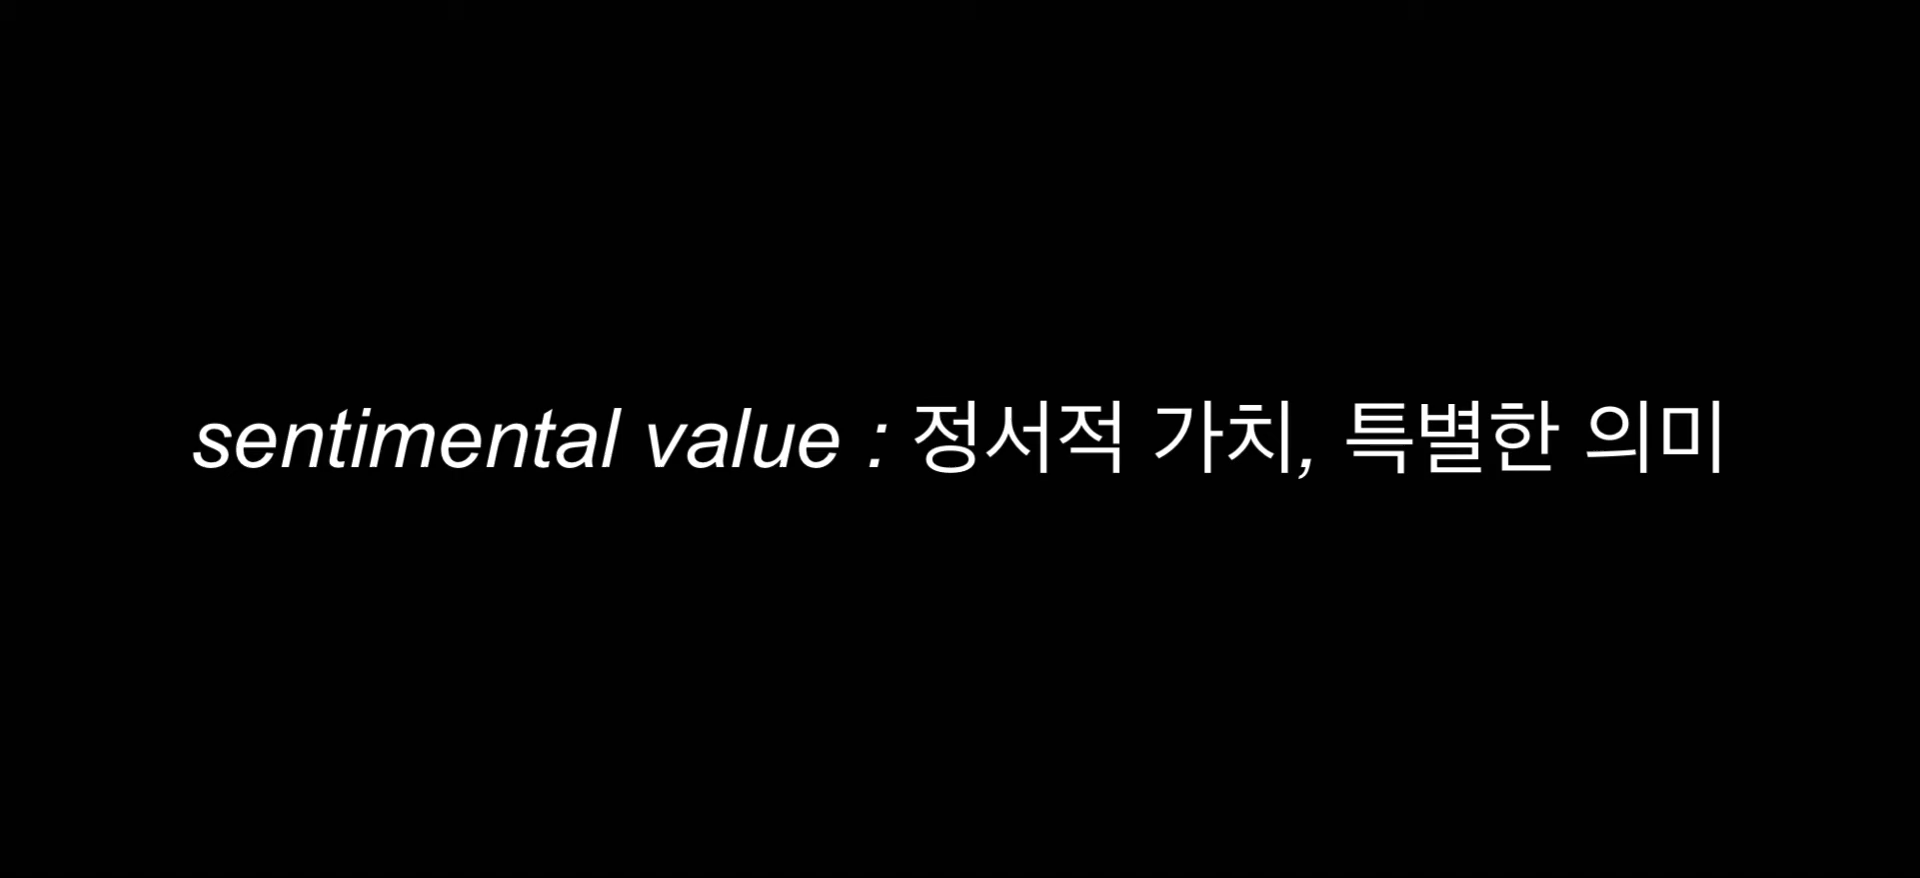 sentimental value : 정서적 가치, 특별한 의미